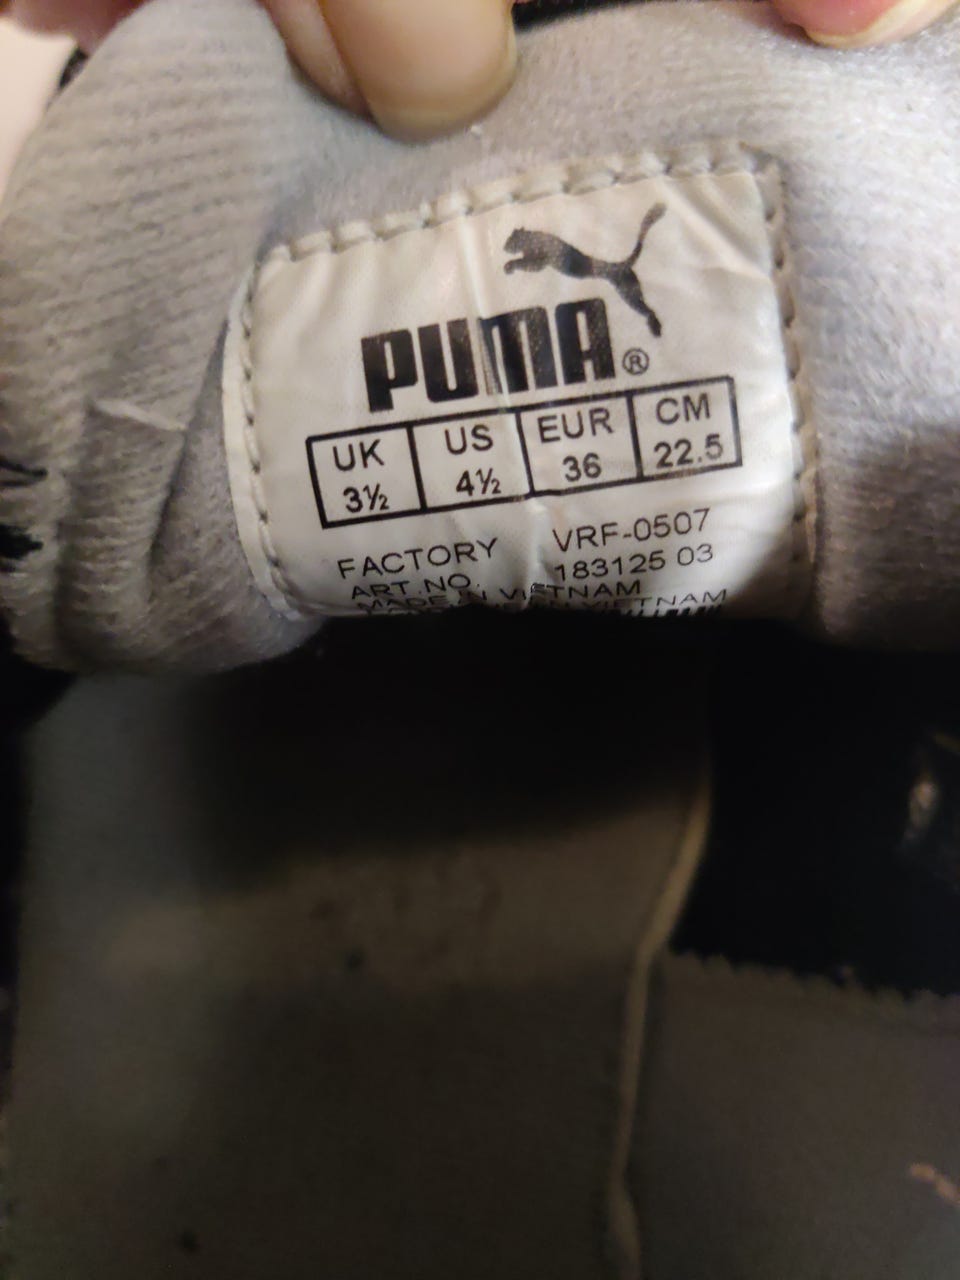 PUMA®
UK US EUR CM
3½ 4½ 36 22.5
FACTORY VRF-0507
ART.NO. 183125 03
MADE IN VIETNAM
VIETNAM